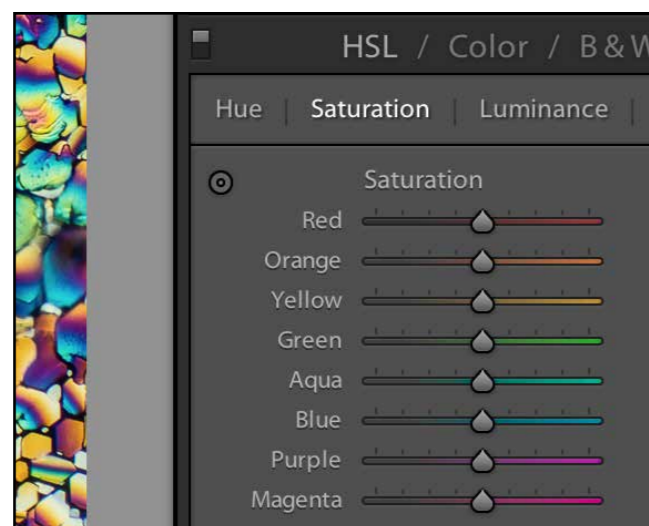 HSL / Color / B & W
Hue | Saturation | Luminance |
Saturation
Red
Orange
Yellow
Green
Aqua
Blue
Purple
Magenta